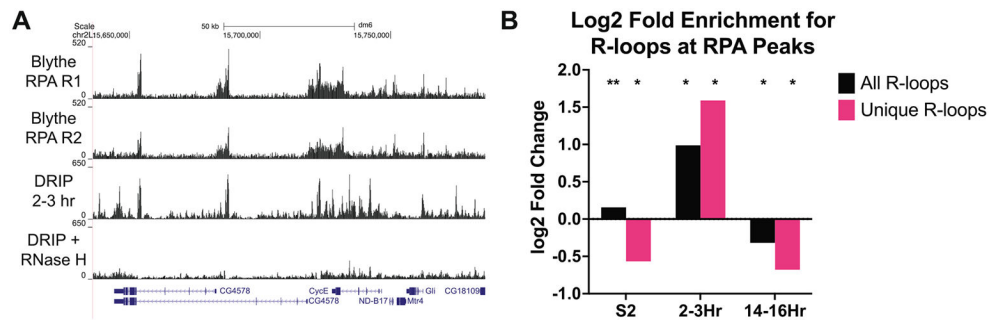 A
Scale
50 kb
dm6
chr2L
15,650,000
15,700,000
15,750,000
520
Blythe
RPA R1
0
520
Blythe
RPA R2
0
650
DRIP
2-3 hr
0
650
DRIP +
RNase H
0
CG4578
CycE
Gli
CG18109
CG4578
ND-B17
Mtr4
B
Log2 Fold Enrichment for
R-loops at RPA Peaks
2.0
1.5
1.0
0.5
0.0
-0.5
-1.0
log2 Fold Change
** * * * * *
S2 2-3Hr 14-16Hr
All R-loops
Unique R-loops